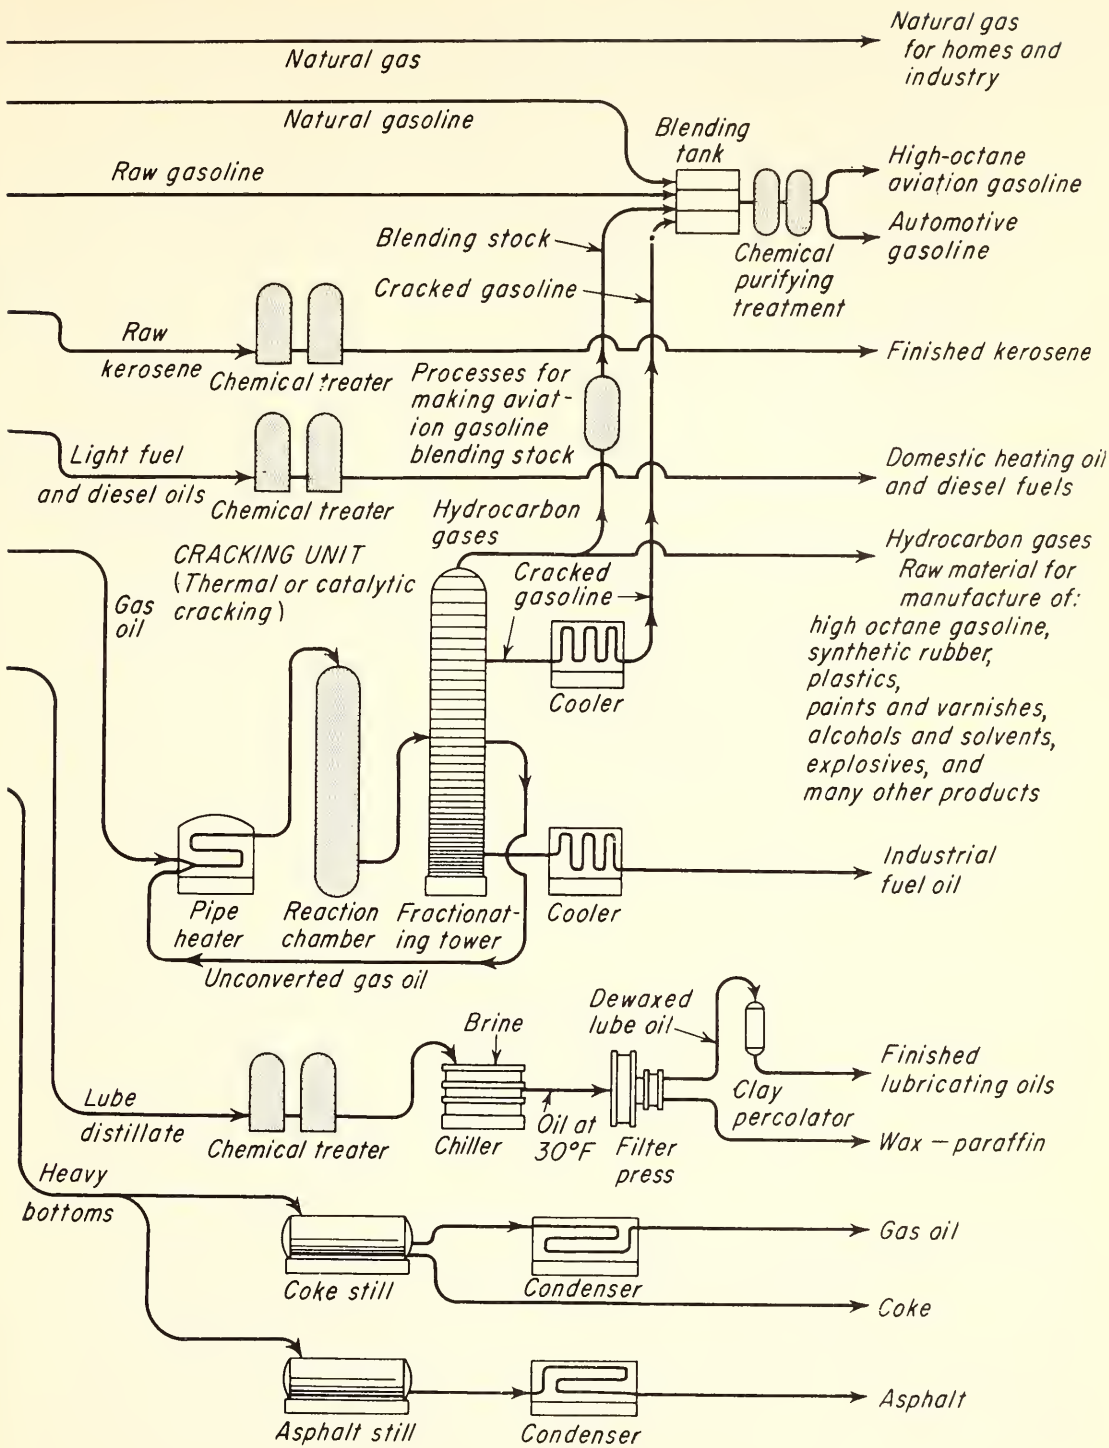 Natural gas
Natural gas
for homes and
industry
Natural gasoline
Blending
tank
Raw gasoline
High-octane
aviation gasoline
Blending stock
Automotive
gasoline
Chemical
purifying
treatment
Cracked gasoline
Raw
kerosene
Chemical treater
Finished kerosene
Processes for
making aviat-
ion gasoline
blending stock
Light fuel
and diesel oils
Chemical treater
Domestic heating oil
and diesel fuels
Hydrocarbon
gases
CRACKING UNIT
(Thermal or catalytic
cracking)
Gas
oil
Cracked
gasoline
Hydrocarbon gases
Raw material for
manufacture of:
high octane gasoline,
synthetic rubber,
plastics,
paints and varnishes,
alcohols and solvents,
explosives, and
many other products
Cooler
Pipe
heater
Reaction
chamber
Fractionat-
ing tower
Cooler
Industrial
fuel oil
Unconverted gas oil
Dewaxed
lube oil
Brine
Lube
distillate
Chemical treater
Chiller
Oil at
30°F
Filter
press
Clay
percolator
Finished
lubricating oils
Wax – paraffin
Heavy
bottoms
Coke still
Condenser
Gas oil
Coke
Asphalt still
Condenser
Asphalt